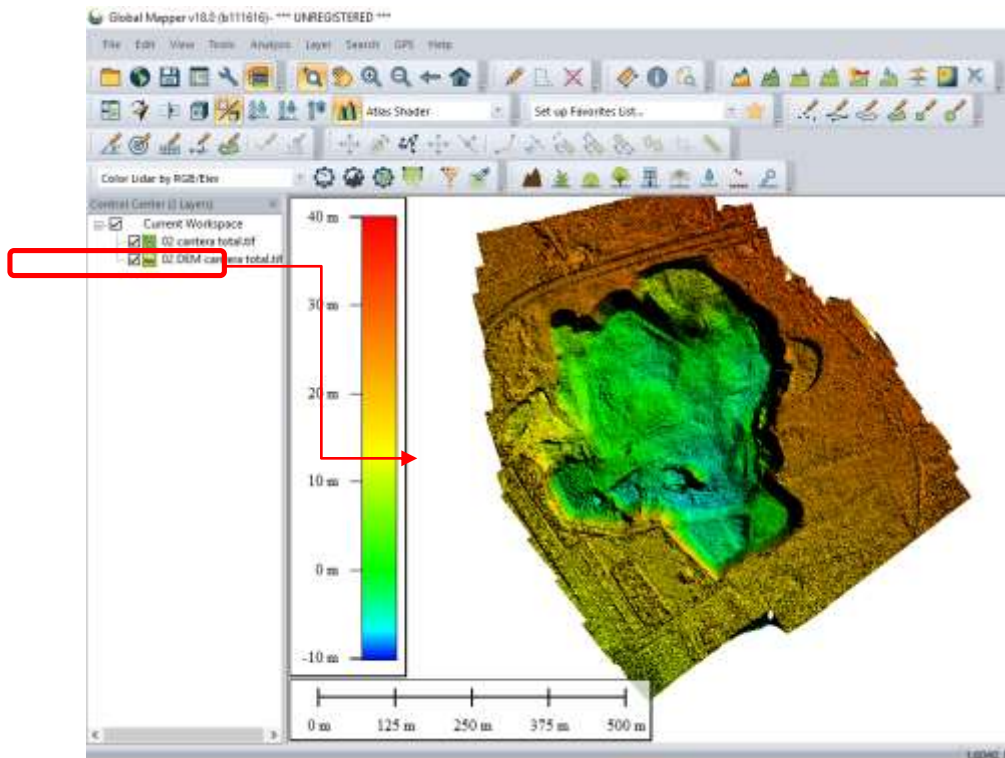 Global Mapper v18.0 (b111616)- *** UNREGISTERED ***
File Edit View Tools Analysis Layer Search GPS Help
Atlas Shader
Set up Favorites List...
Color Lidar by RGB/Elev
Control Center (2 Layers)
Current Workspace
02 cantera total.tif
02 DEM cantera total.tif
40 m
30 m
20 m
10 m
0 m
-10 m
0 m 125 m 250 m 375 m 500 m